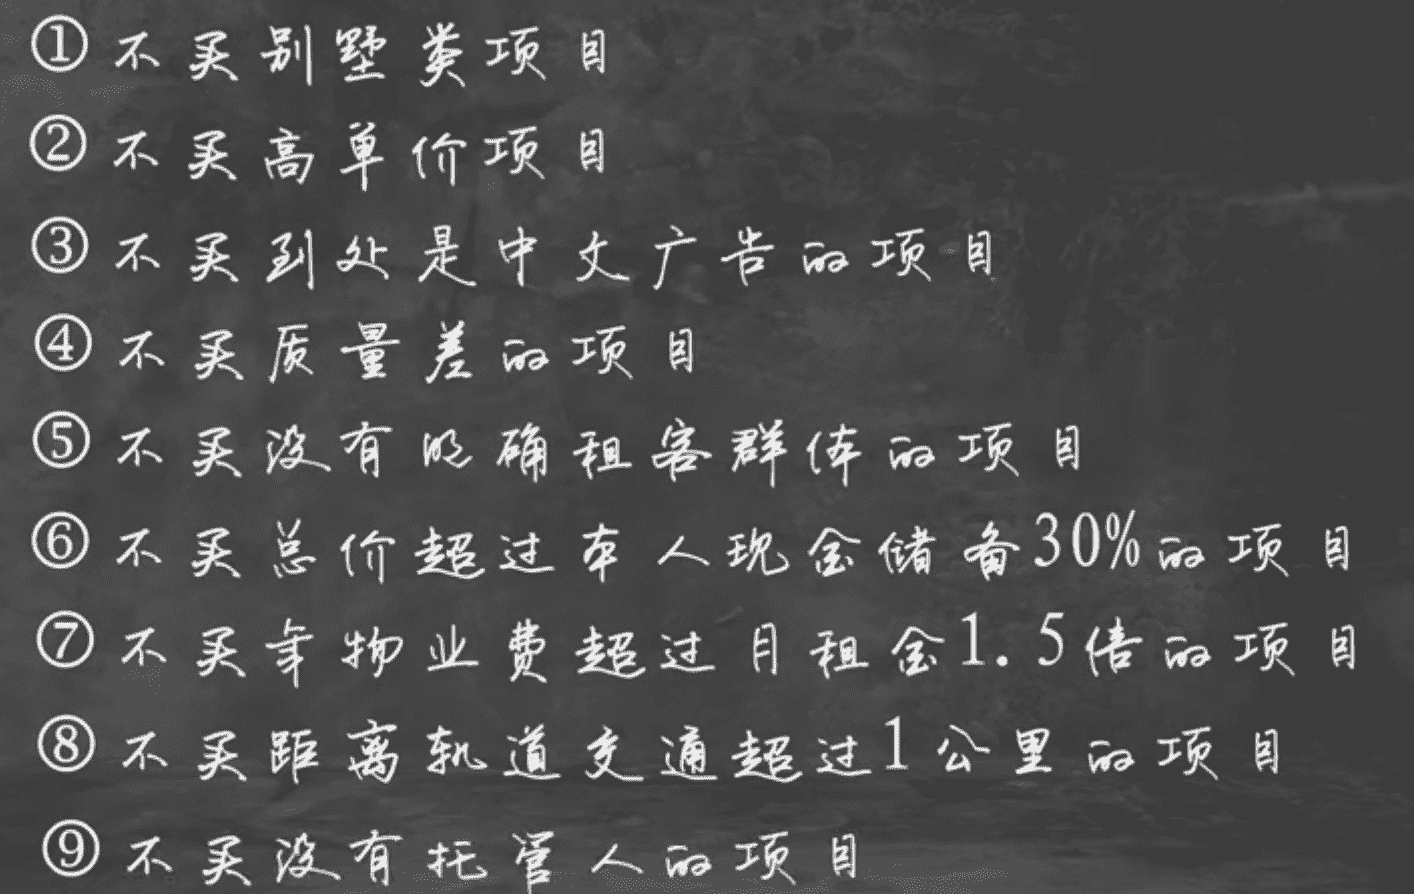 ①不买别墅类项目
②不买高单价项目
③不买到处是中文广告的项目
④不买质量差的项目
⑤不买没有明确租客群体的项目
⑥不买总价超过本人现金储备30%的项目
⑦不买年物业费超过月租金1.5倍的项目
⑧不买距离轨道交通超过1公里的项目
⑨不买没有托管人的项目